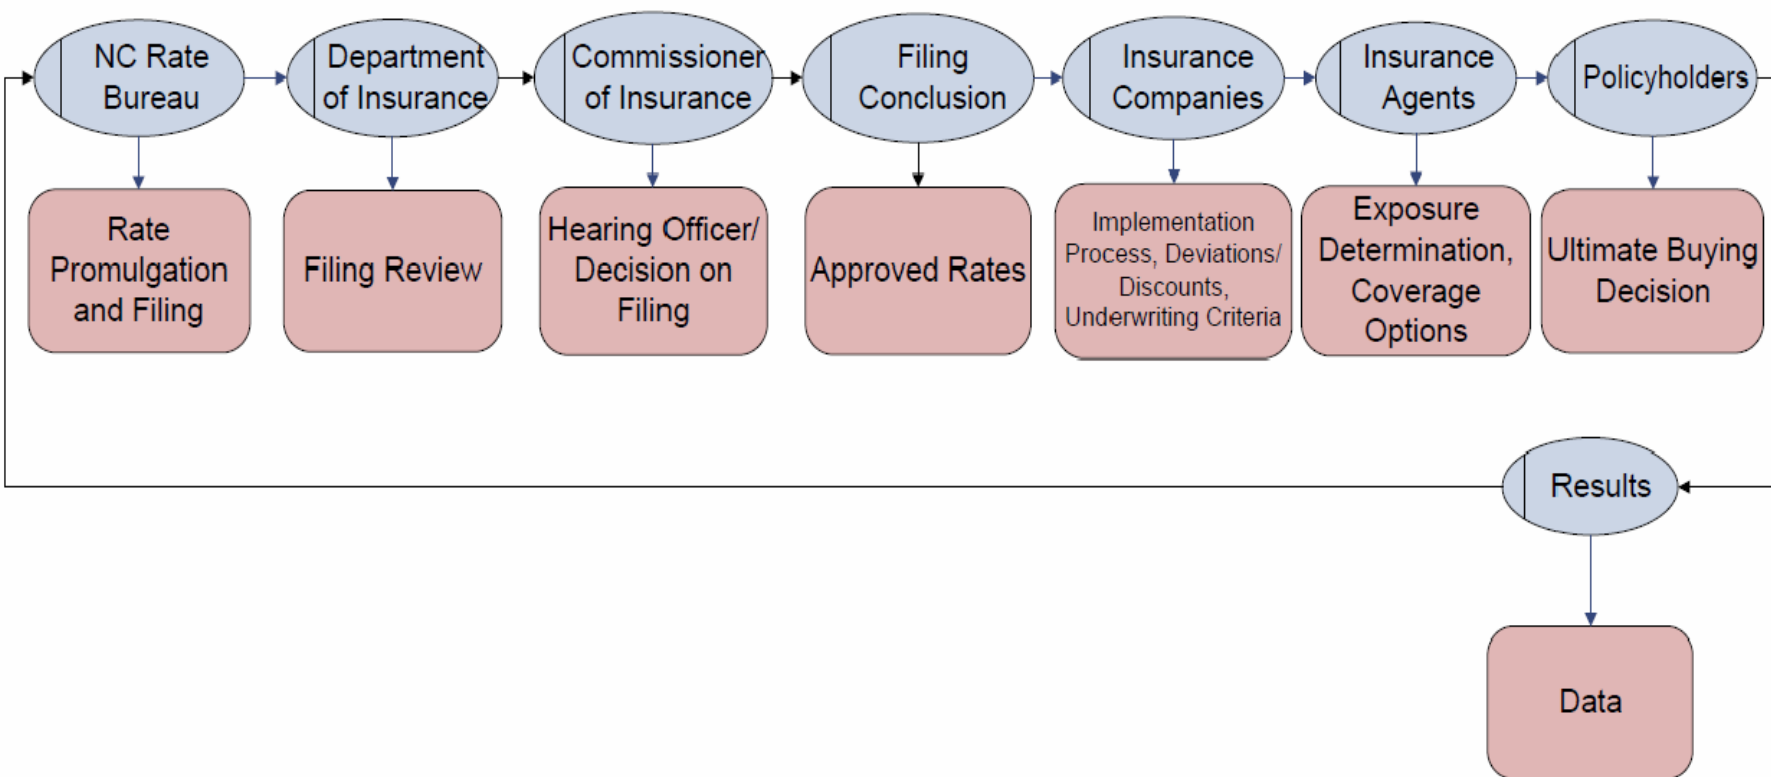 NC Rate
Bureau
Department
of Insurance
Commissioner
of Insurance
Filing
Conclusion
Insurance
Companies
Insurance
Agents
Policyholders
Rate
Promulgation
and Filing
Filing Review
Hearing Officer/
Decision on
Filing
Approved Rates
Implementation
Process, Deviations/
Discounts,
Underwriting Criteria
Exposure
Determination,
Coverage
Options
Ultimate Buying
Decision
Results
Data